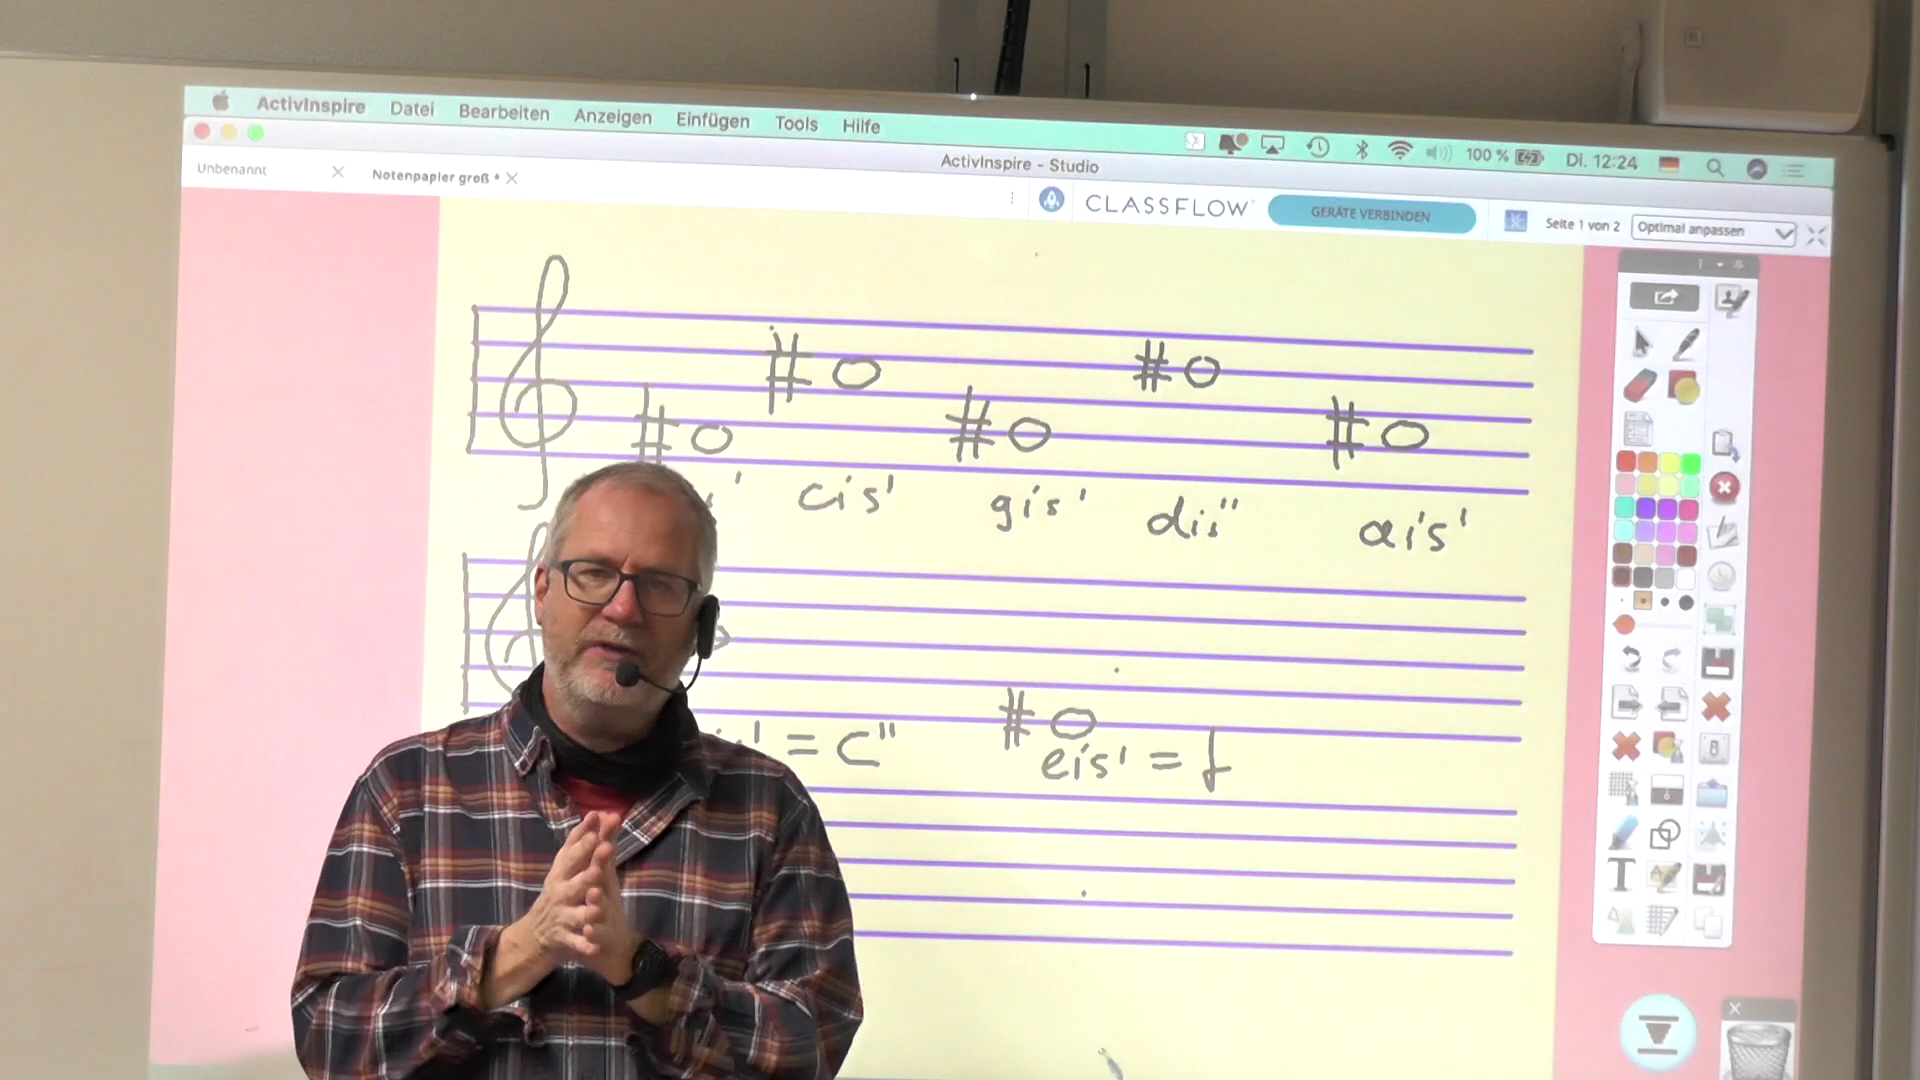 ActivInspire Datei Bearbeiten Anzeigen Einfügen Tools Hilfe
100 % Di. 12:24
ActivInspire - Studio
Unbenannt
Notenpapier groß *
CLASSFLOW
GERÄTE VERBINDEN
Seite 1 von 2
Optimal anpassen
cis' gis' dis'' ais'
' = c'' eis' = f
T